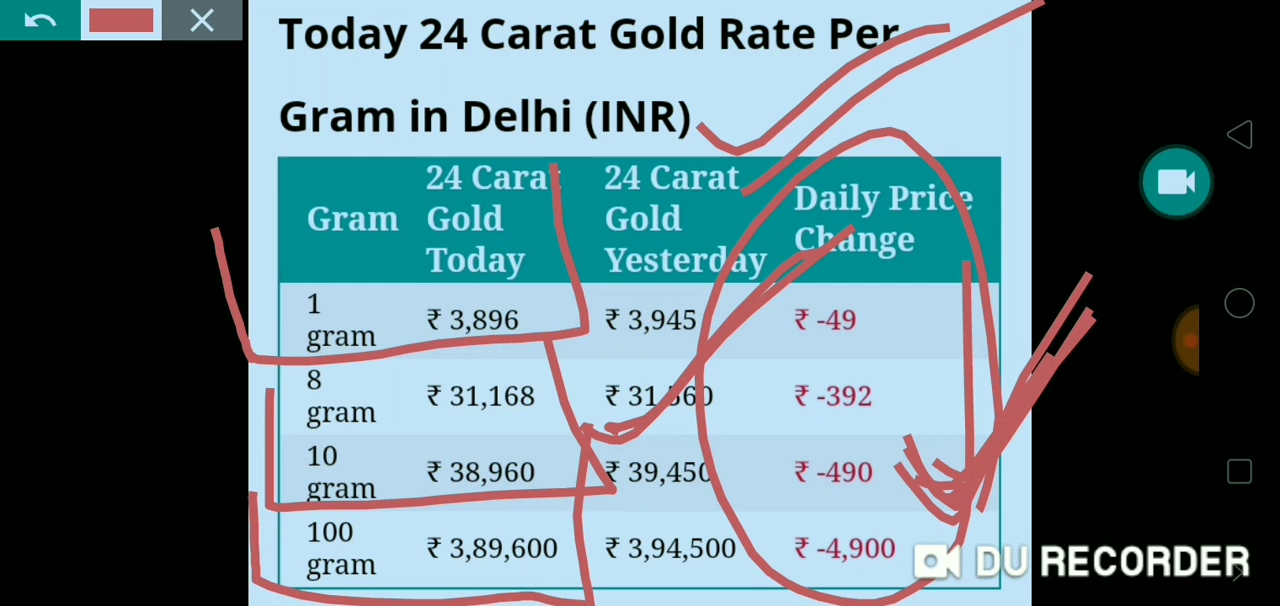 Today 24 Carat Gold Rate Per
Gram in Delhi (INR)
Gram
24 Carat Gold Today
24 Carat Gold Yesterday
Daily Price Change
1 gram ₹ 3,896 ₹ 3,945 ₹ -49
8 gram ₹ 31,168 ₹ 31,560 ₹ -392
10 gram ₹ 38,960 ₹ 39,450 ₹ -490
100 gram ₹ 3,89,600 ₹ 3,94,500 ₹ -4,900
DU RECORDER